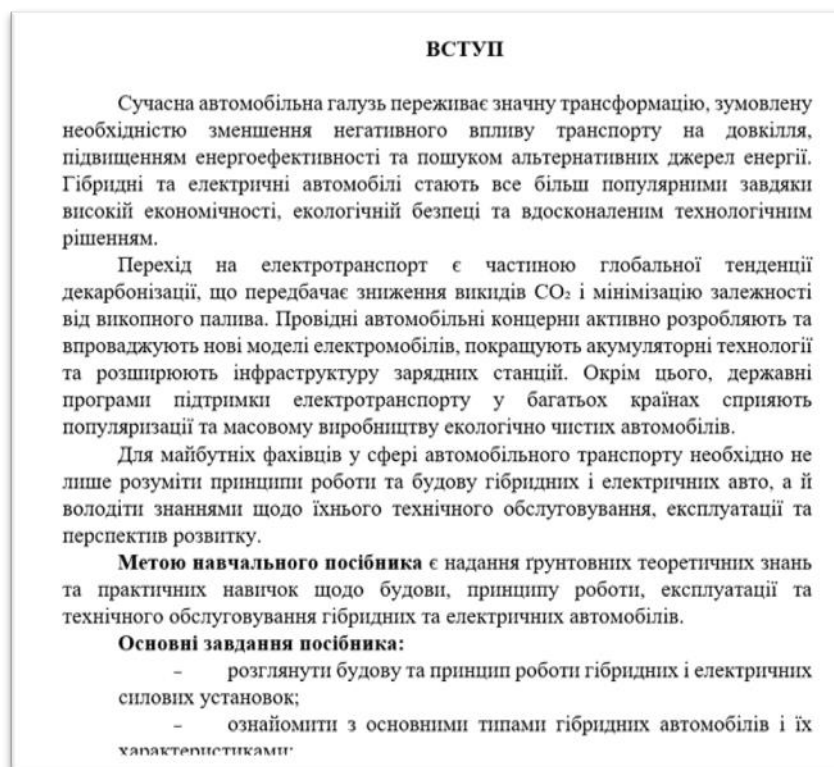 ВСТУП
Сучасна автомобільна галузь переживає значну трансформацію, зумовлену
необхідністю зменшення негативного впливу транспорту на довкілля,
підвищенням енергоефективності та пошуком альтернативних джерел енергії.
Гібридні та електричні автомобілі стають все більш популярними завдяки
високій економічності, екологічній безпеці та вдосконаленим технологічним
рішенням.
Перехід на електротранспорт є частиною глобальної тенденції
декарбонізації, що передбачає зниження викидів CO₂ і мінімізацію залежності
від викопного палива. Провідні автомобільні концерни активно розробляють та
впроваджують нові моделі електромобілів, покращують акумуляторні технології
та розширюють інфраструктуру зарядних станцій. Окрім цього, державні
програми підтримки електротранспорту у багатьох країнах сприяють
популяризації та масовому виробництву екологічно чистих автомобілів.
Для майбутніх фахівців у сфері автомобільного транспорту необхідно не
лише розуміти принципи роботи та будову гібридних і електричних авто, а й
володіти знаннями щодо їхнього технічного обслуговування, експлуатації та
перспектив розвитку.
Метою навчального посібника є надання ґрунтовних теоретичних знань
та практичних навичок щодо будови, принципу роботи, експлуатації та
технічного обслуговування гібридних та електричних автомобілів.
Основні завдання посібника:
– розглянути будову та принцип роботи гібридних і електричних
силових установок;
– ознайомити з основними типами гібридних автомобілів і їх
характеристиками;